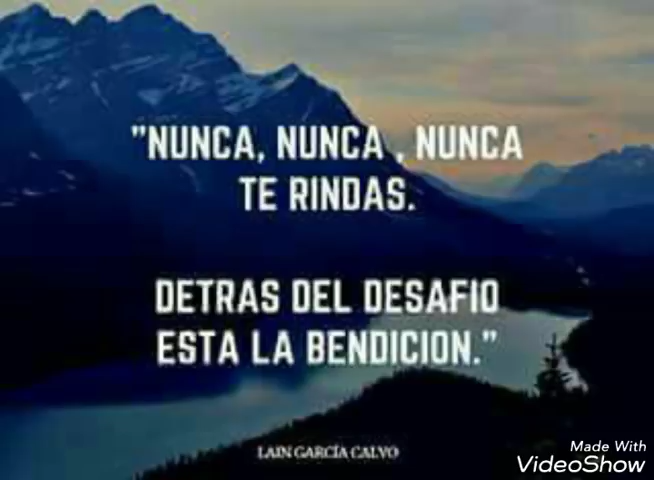 "NUNCA, NUNCA , NUNCA
TE RINDAS.
DETRAS DEL DESAFIO
ESTA LA BENDICION."
LAIN GARCÍA CALVO
Made With
VideoShow